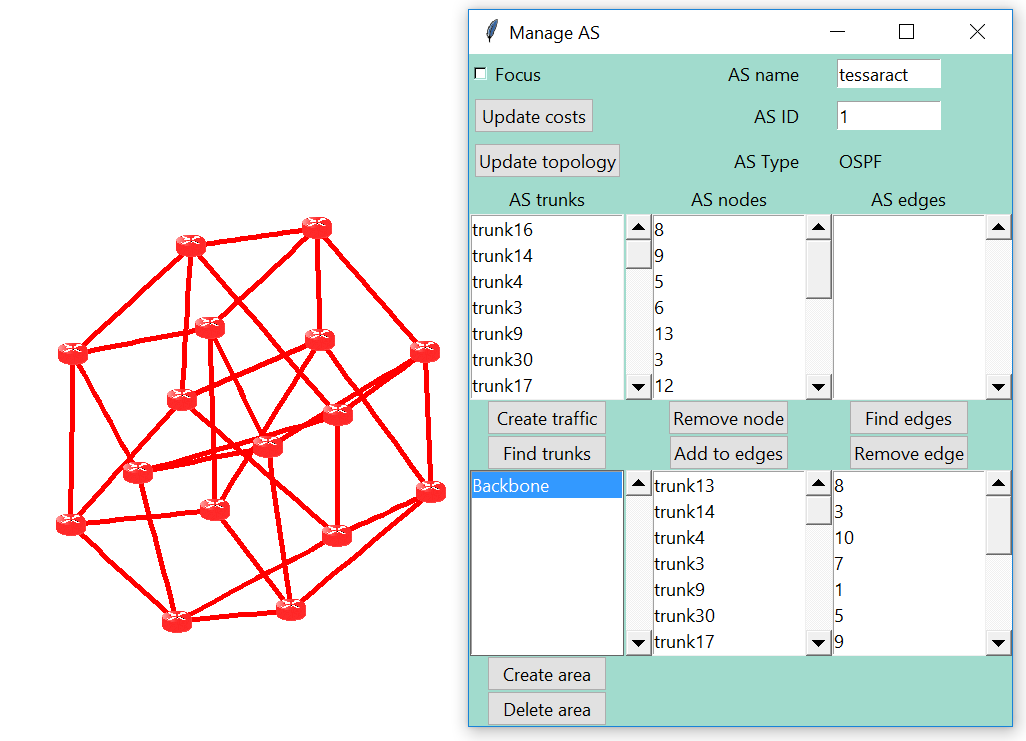 Manage AS
Focus AS name tessaract
Update costs AS ID 1
Update topology AS Type OSPF
AS trunks AS nodes AS edges
trunk16 8
trunk14 9
trunk4 5
trunk3 6
trunk9 13
trunk30 3
trunk17 12
Create traffic Remove node Find edges
Find trunks Add to edges Remove edge
Backbone trunk13 8
trunk14 3
trunk4 10
trunk3 7
trunk9 1
trunk30 5
trunk17 9
Create area
Delete area